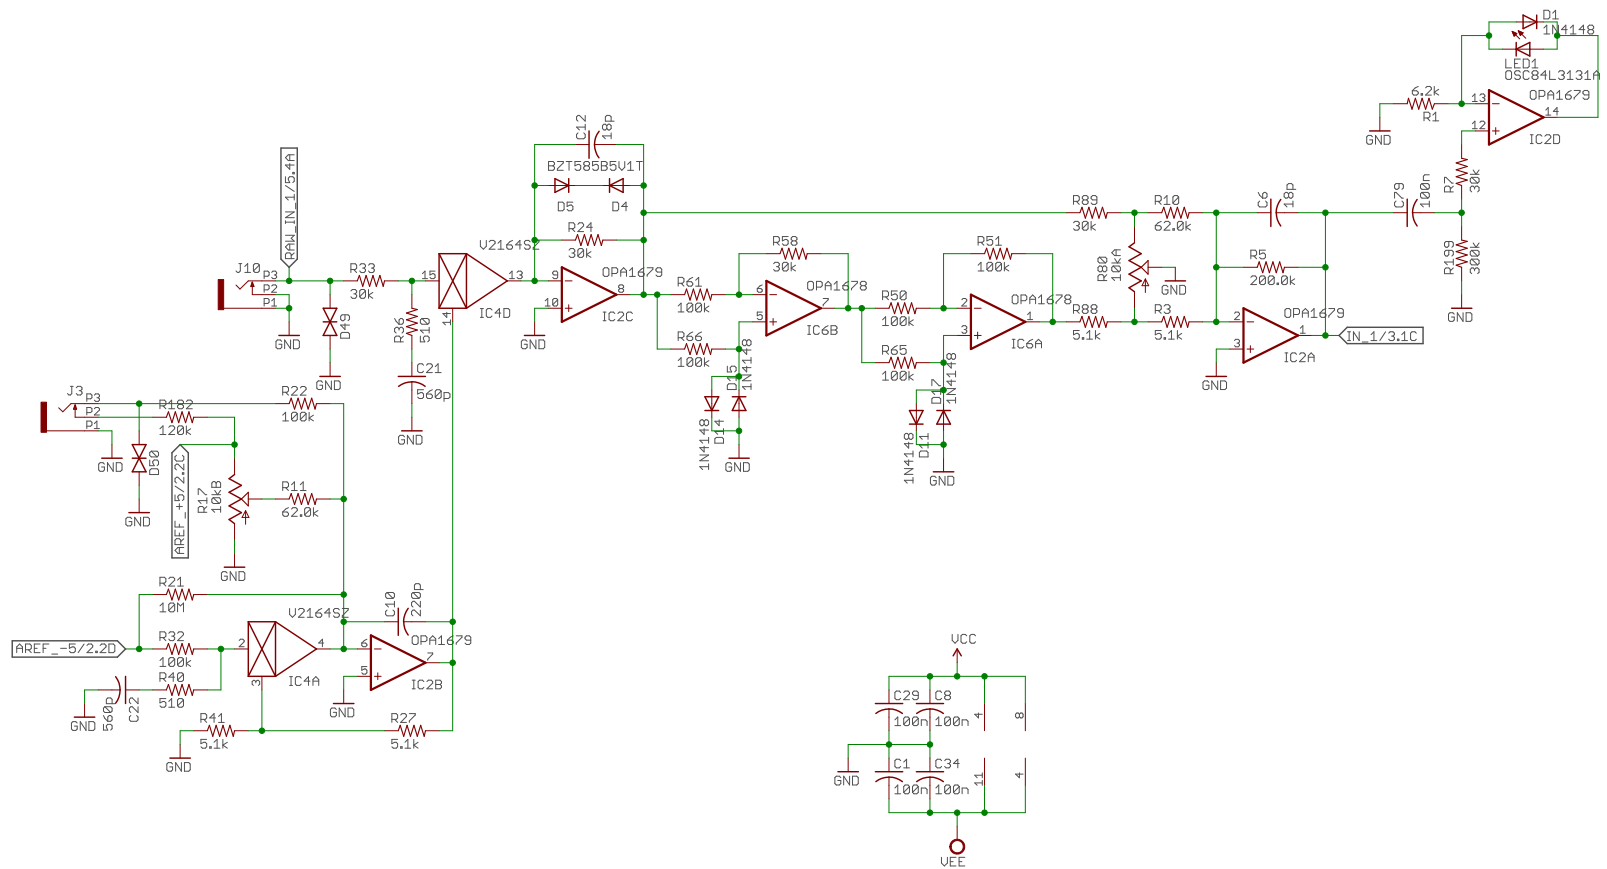 D1
1N4148
LED1
OSC84L3131A
6.2k
R1
GND
13
12
14
OPA1679
IC2D
R7
30k
C79
100n
R199
300k
GND
C12
18p
BZT585B5V1T
D5
D4
R24
30k
RAW_IN_1/5.4A
J10
P3
P2
P1
GND
R33
30k
D49
GND
R36
510
C21
560p
GND
V2164SZ
15
13
14
IC4D
OPA1679
9
10
8
GND
IC2C
R61
100k
R66
100k
R58
30k
OPA1678
6
5
7
IC6B
D15
1N4148
1N4148
D14
GND
R50
100k
R65
100k
R51
100k
OPA1678
2
3
1
IC6A
D17
1N4148
1N4148
D11
GND
R89
30k
R10
62.0k
R80
10kA
GND
R88
5.1k
R3
5.1k
C6
18p
R5
200.0k
OPA1679
2
3
1
IC2A
GND
IN_1/3.1C
J3
P3
P2
P1
GND
R182
120k
R22
100k
D50
GND
AREF_+5/2.2C
R17
10kB
R11
62.0k
GND
R21
10M
AREF_-5/2.2D
R32
100k
R40
510
GND
560p
C22
V2164SZ
2
4
3
IC4A
C10
220p
OPA1679
6
5
7
IC2B
GND
R41
5.1k
R27
5.1k
GND
VCC
C29
100n
C8
100n
4
8
GND
C1
100n
C34
100n
11
4
VEE